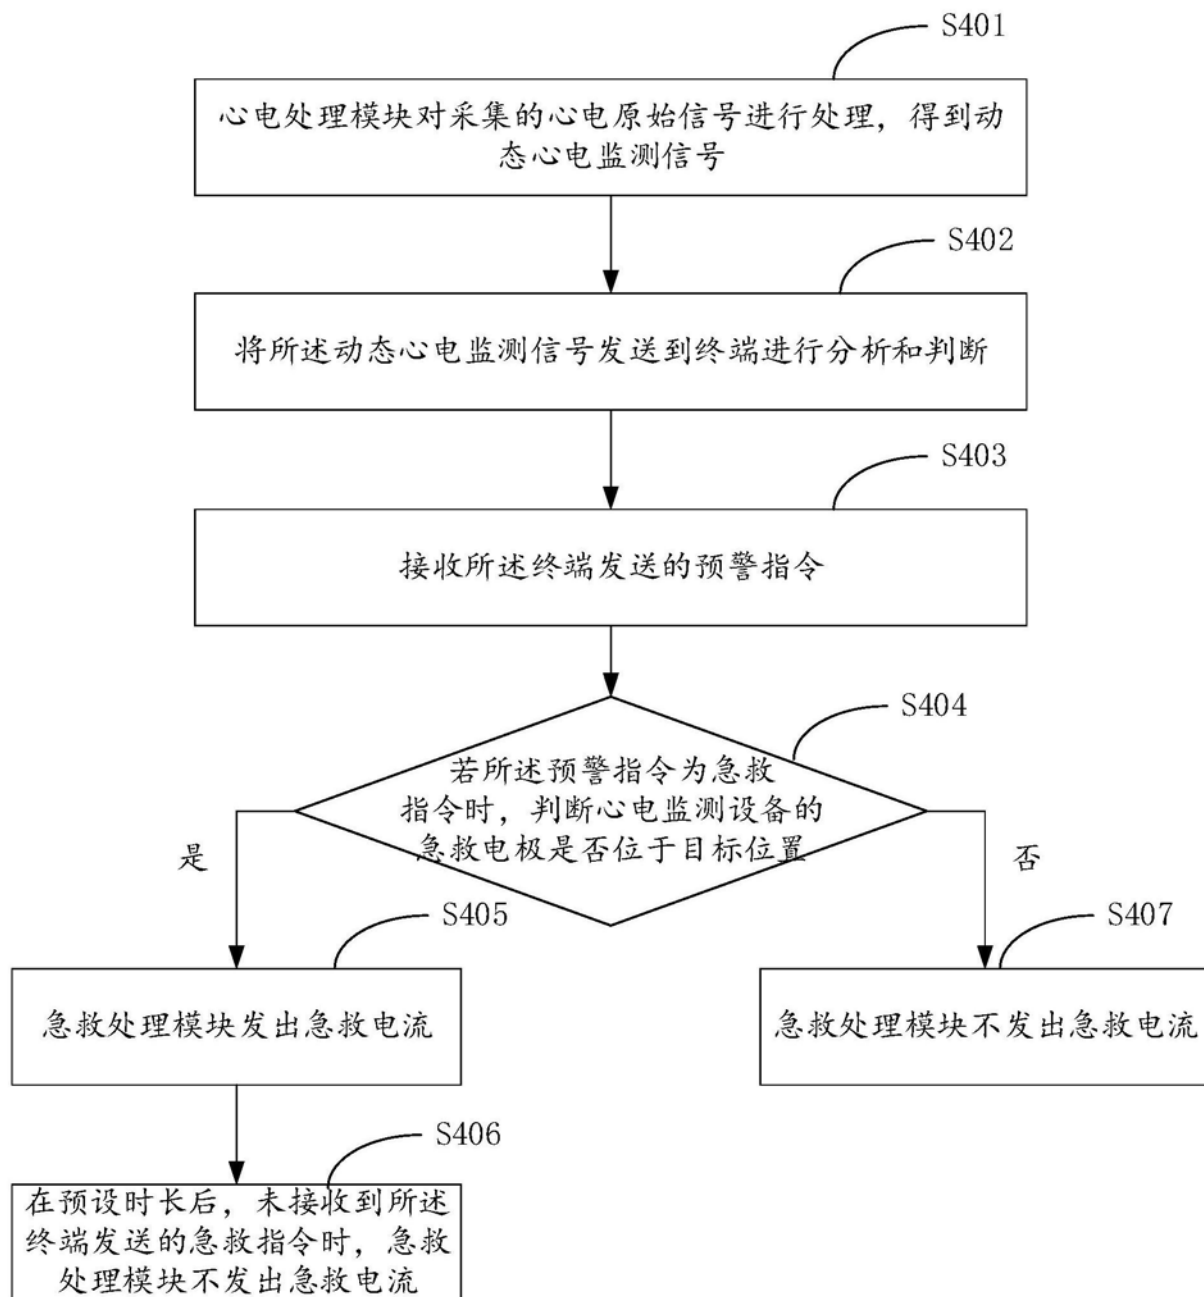 S401
心电处理模块对采集的心电原始信号进行处理，得到动
态心电监测信号
S402
将所述动态心电监测信号发送到终端进行分析和判断
S403
接收所述终端发送的预警指令
S404
若所述预警指令为急救
指令时，判断心电监测设备的
急救电极是否位于目标位置
是
否
S405
急救处理模块发出急救电流
S407
急救处理模块不发出急救电流
S406
在预设时长后，未接收到所述
终端发送的急救指令时，急救
处理模块不发出急救电流